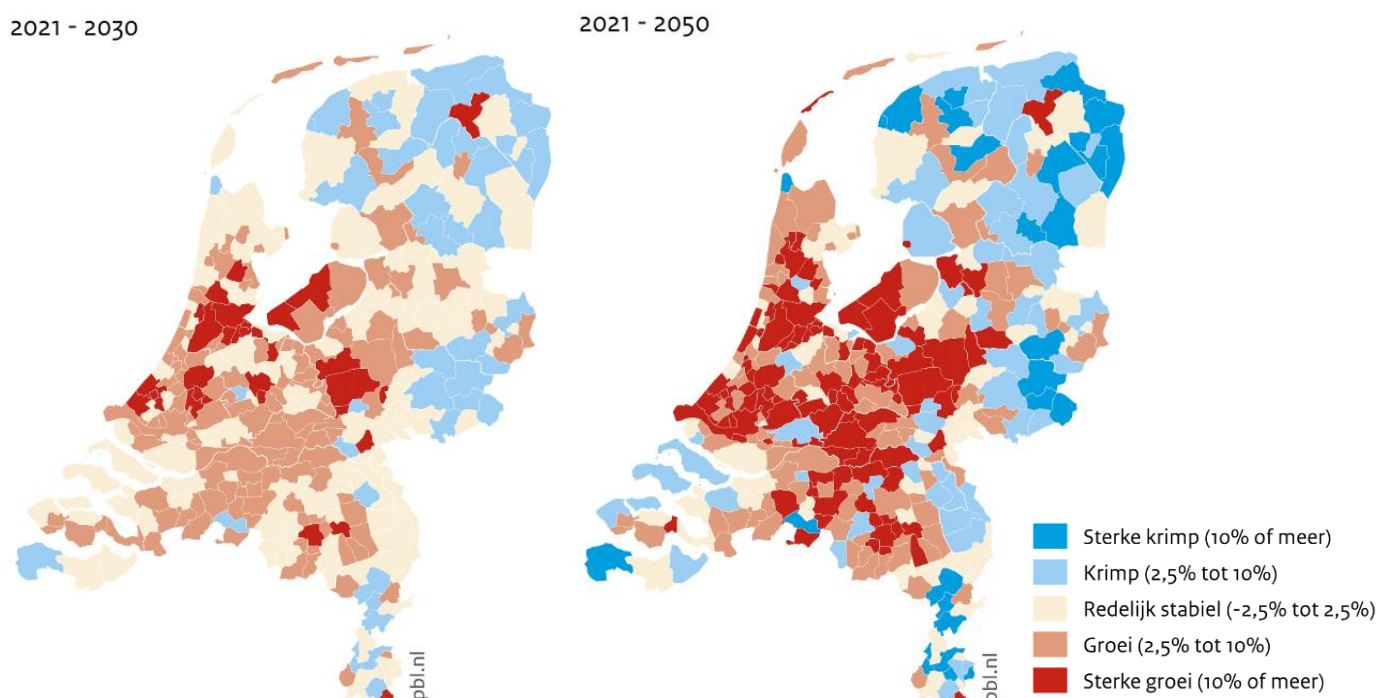 2021 - 2030
2021 - 2050
pbl.nl
pbl.nl
Sterke krimp (10% of meer)
Krimp (2,5% tot 10%)
Redelijk stabiel (-2,5% tot 2,5%)
Groei (2,5% tot 10%)
Sterke groei (10% of meer)